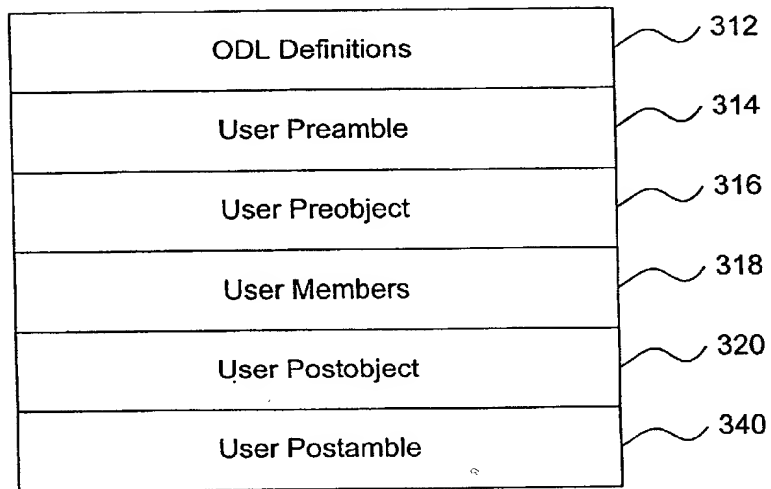 ODL Definitions 312
User Preamble 314
User Preobject 316
User Members 318
User Postobject 320
User Postamble 340